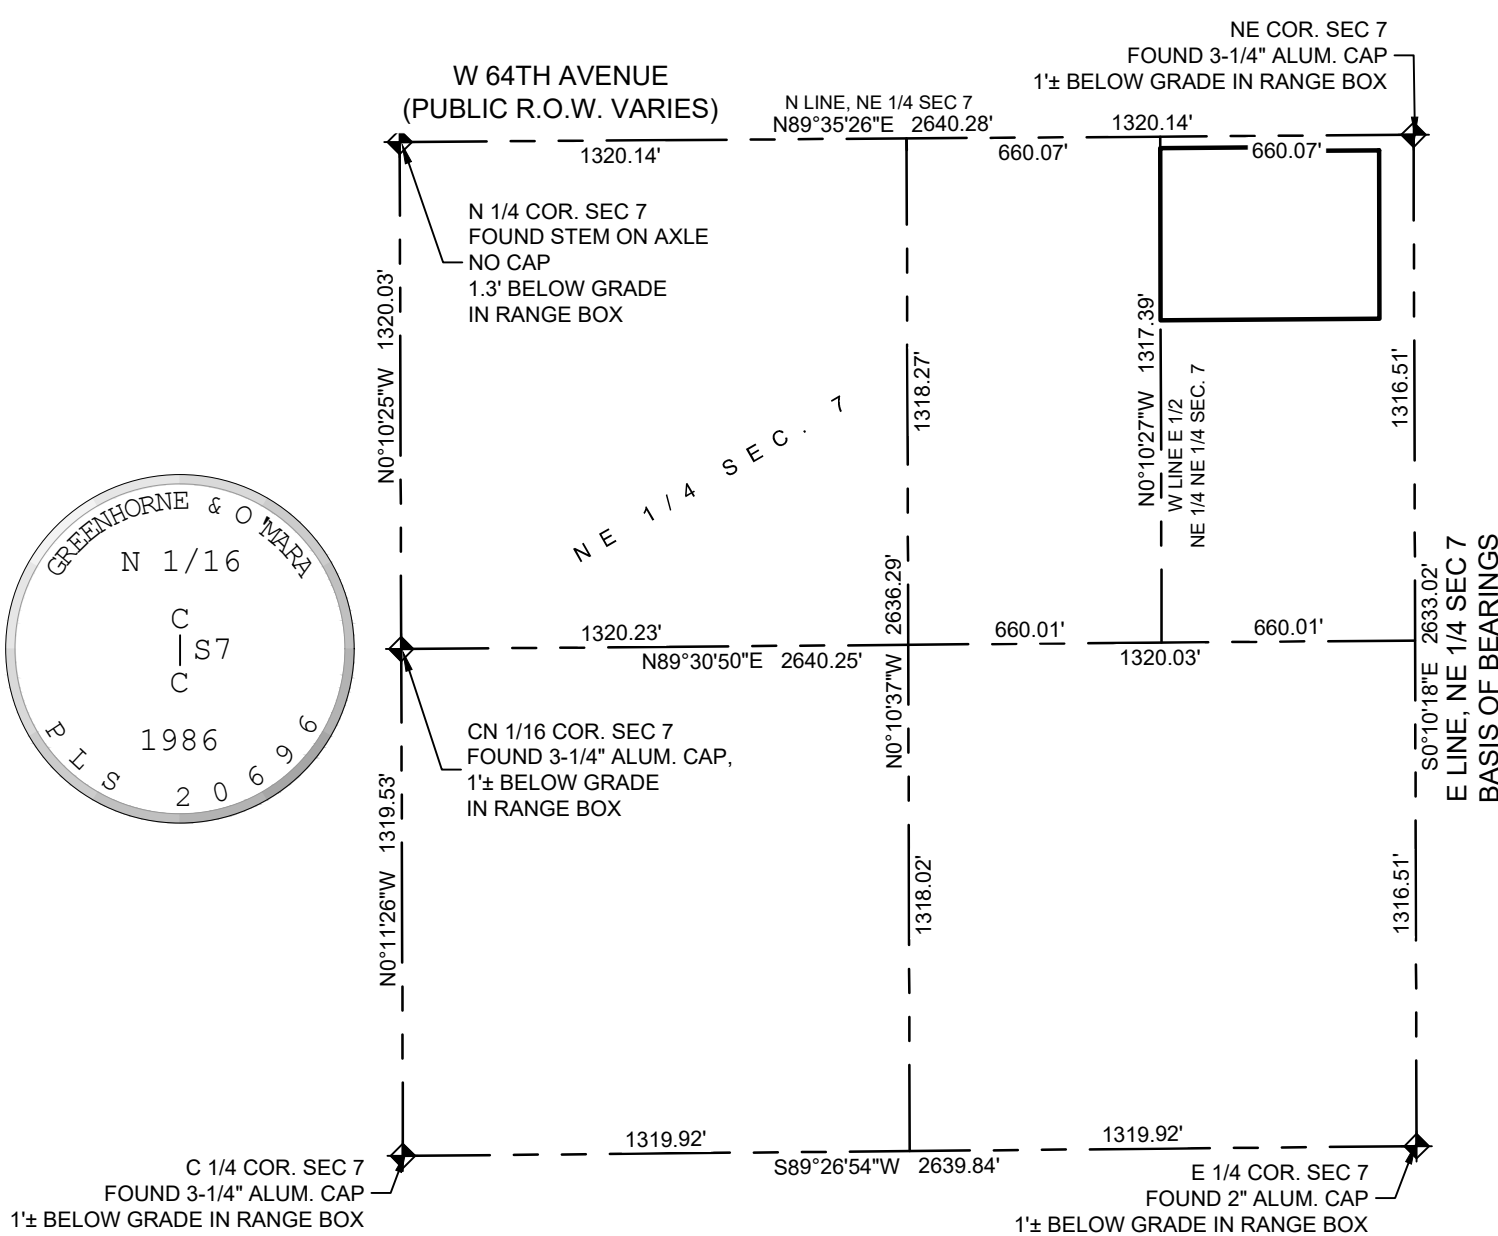 NE COR. SEC 7
FOUND 3-1/4" ALUM. CAP
1'± BELOW GRADE IN RANGE BOX
W 64TH AVENUE
(PUBLIC R.O.W. VARIES)
N LINE, NE 1/4 SEC 7
N89°35'26"E 2640.28'
1320.14'
1320.14'
660.07'
660.07'
N 1/4 COR. SEC 7
FOUND STEM ON AXLE
NO CAP
1.3' BELOW GRADE
IN RANGE BOX
N0°10'25"W 1320.03'
1318.27'
N0°10'27"W 1317.39'
W LINE E 1/2
NE 1/4 NE 1/4 SEC. 7
1316.51'
NE 1/4 SEC. 7
GREENHORNE & O'MARA
N 1/16
C
S7
C
1986
PLS 20696
1320.23'
N89°30'50"E 2640.25'
660.01'
660.01'
1320.03'
N0°10'37"W 2636.29'
S0°10'18"E 2633.02'
E LINE, NE 1/4 SEC 7
BASIS OF BEARINGS
CN 1/16 COR. SEC 7
FOUND 3-1/4" ALUM. CAP,
1'± BELOW GRADE
IN RANGE BOX
N0°11'26"W 1319.53'
1318.02'
1316.51'
1319.92'
S89°26'54"W 2639.84'
1319.92'
C 1/4 COR. SEC 7
FOUND 3-1/4" ALUM. CAP
1'± BELOW GRADE IN RANGE BOX
E 1/4 COR. SEC 7
FOUND 2" ALUM. CAP
1'± BELOW GRADE IN RANGE BOX